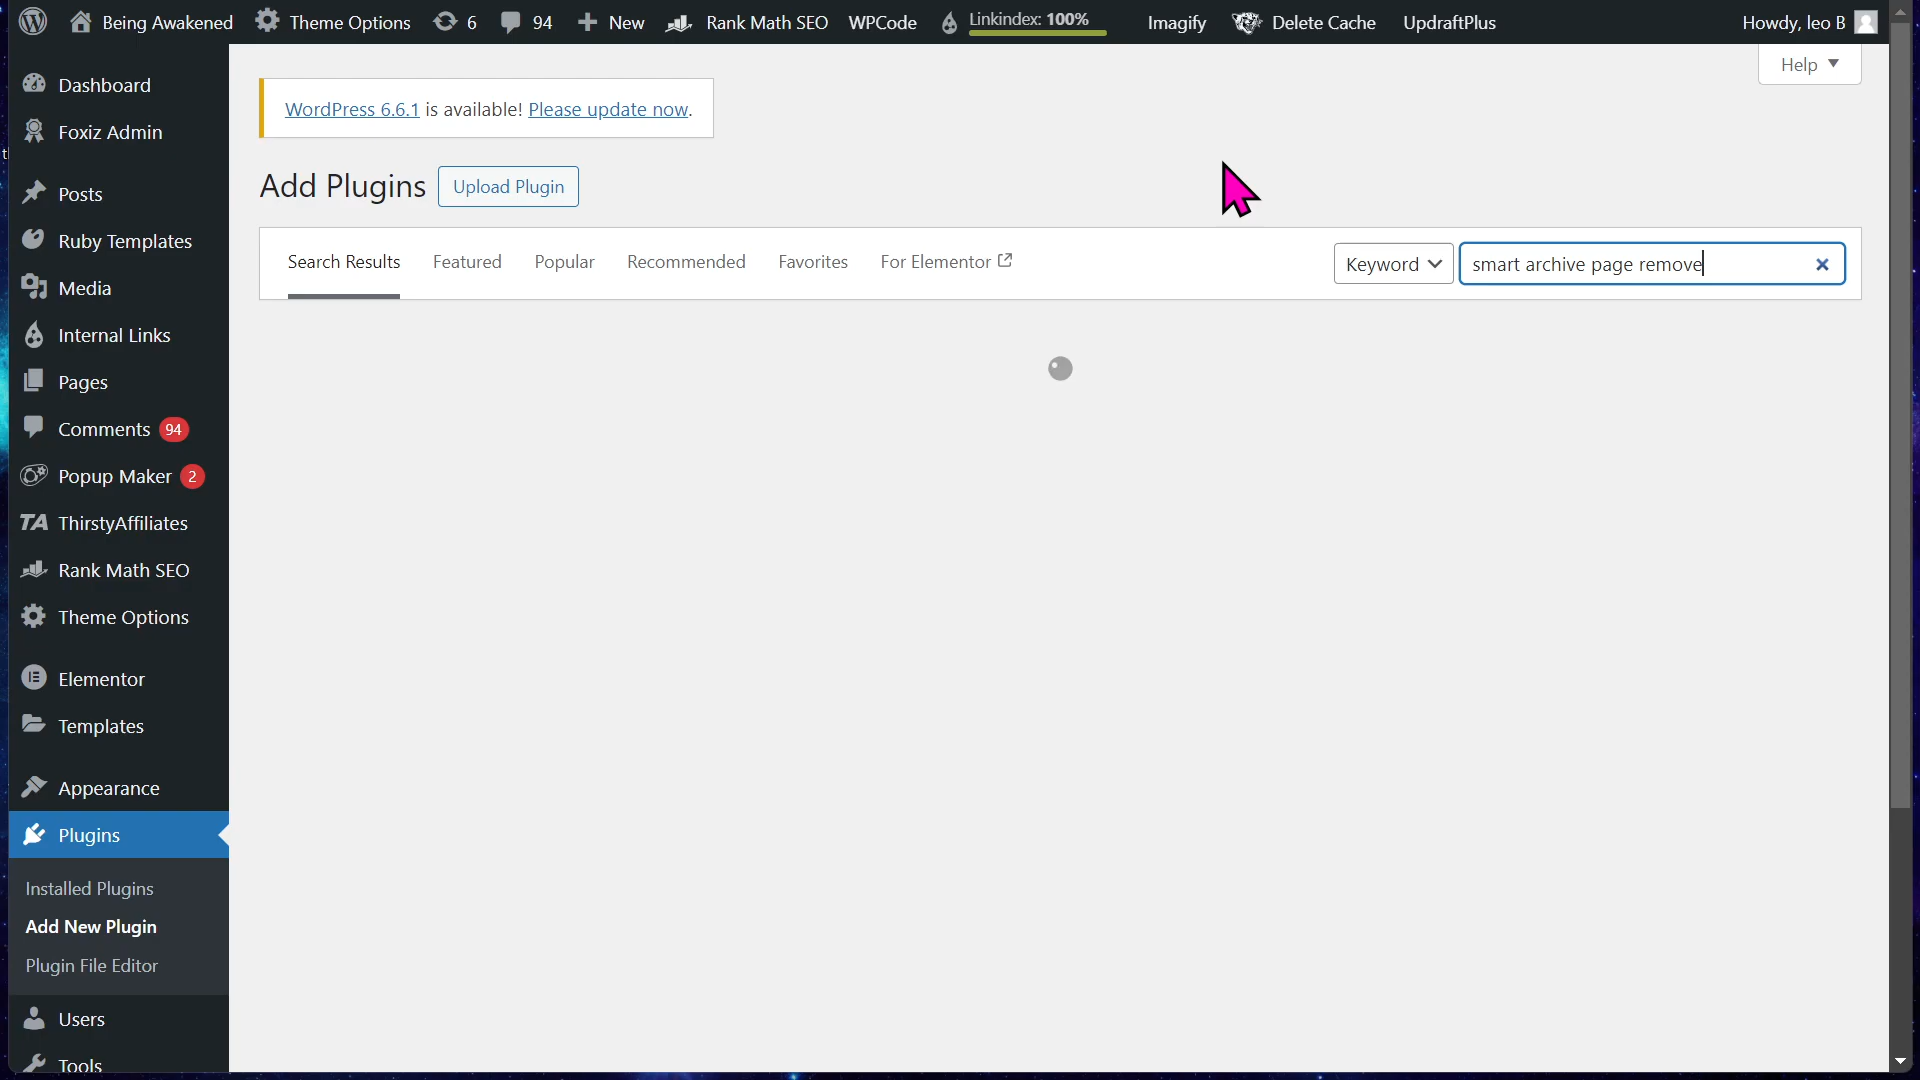 Being Awakened Theme Options 6 94 New Rank Math SEO WPCode Linkindex: 100% Imagify Delete Cache UpdraftPlus Howdy, leo B
Help
Dashboard
Foxiz Admin
Posts
Ruby Templates
Media
Internal Links
Pages
Comments 94
Popup Maker 2
TA ThirstyAffiliates
Rank Math SEO
Theme Options
Elementor
Templates
Appearance
Plugins
Installed Plugins
Add New Plugin
Plugin File Editor
Users
Tools
WordPress 6.6.1 is available! Please update now.
Add Plugins Upload Plugin
Search Results Featured Popular Recommended Favorites For Elementor Keyword smart archive page remove